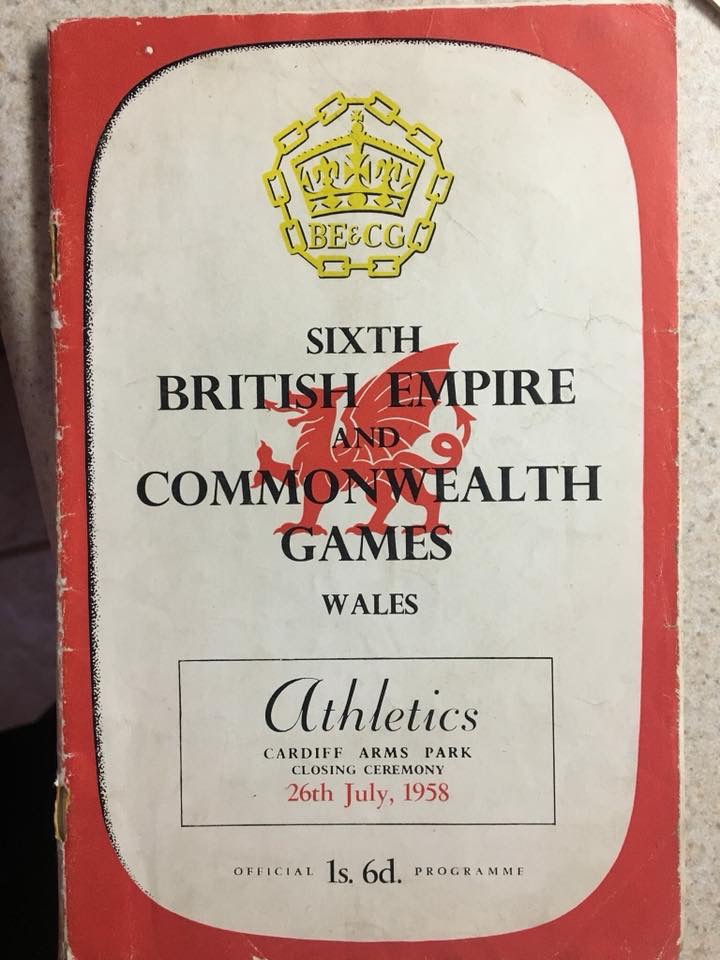 BE&CG
SIXTH
BRITISH EMPIRE
AND
COMMONWEALTH
GAMES
WALES
Athletics
CARDIFF ARMS PARK
CLOSING CEREMONY
26th July, 1958
OFFICIAL 1s. 6d. PROGRAMME